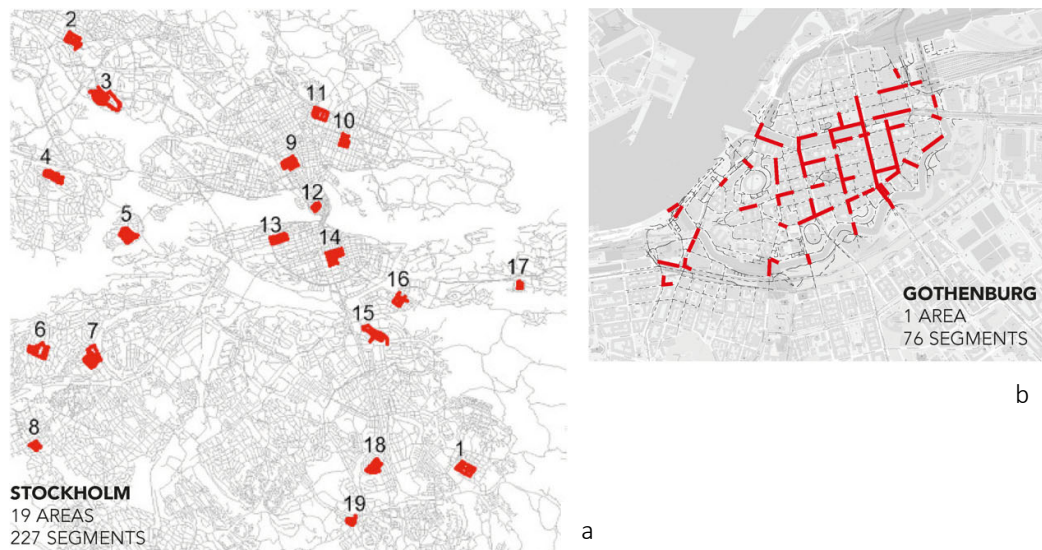 2
3
11
10
4
9
12
5
13
14
17
16
15
6
7
8
18
1
19
STOCKHOLM
19 AREAS
227 SEGMENTS
a
GOTHENBURG
1 AREA
76 SEGMENTS
b